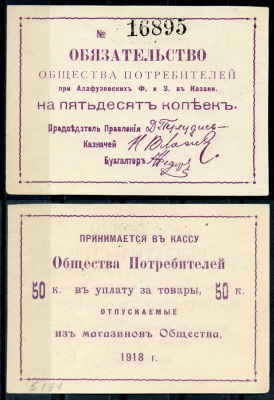 № 16895
ОБЯЗАТЕЛЬСТВО
ОБЩЕСТВА ПОТРЕБИТЕЛЕЙ
при Алафузовскихъ Ф. и З. въ Казани.
на пятьдесятъ копѣекъ.
Предсѣдатель Правленія
Казначей
Бухгалтеръ
ПРИНИМАЕТСЯ ВЪ КАССУ
Общества Потребителей
50 к. въ уплату за товары, 50 к.
ОТПУСКАЕМЫЕ
изъ магазиновъ Общества.
1918 г.